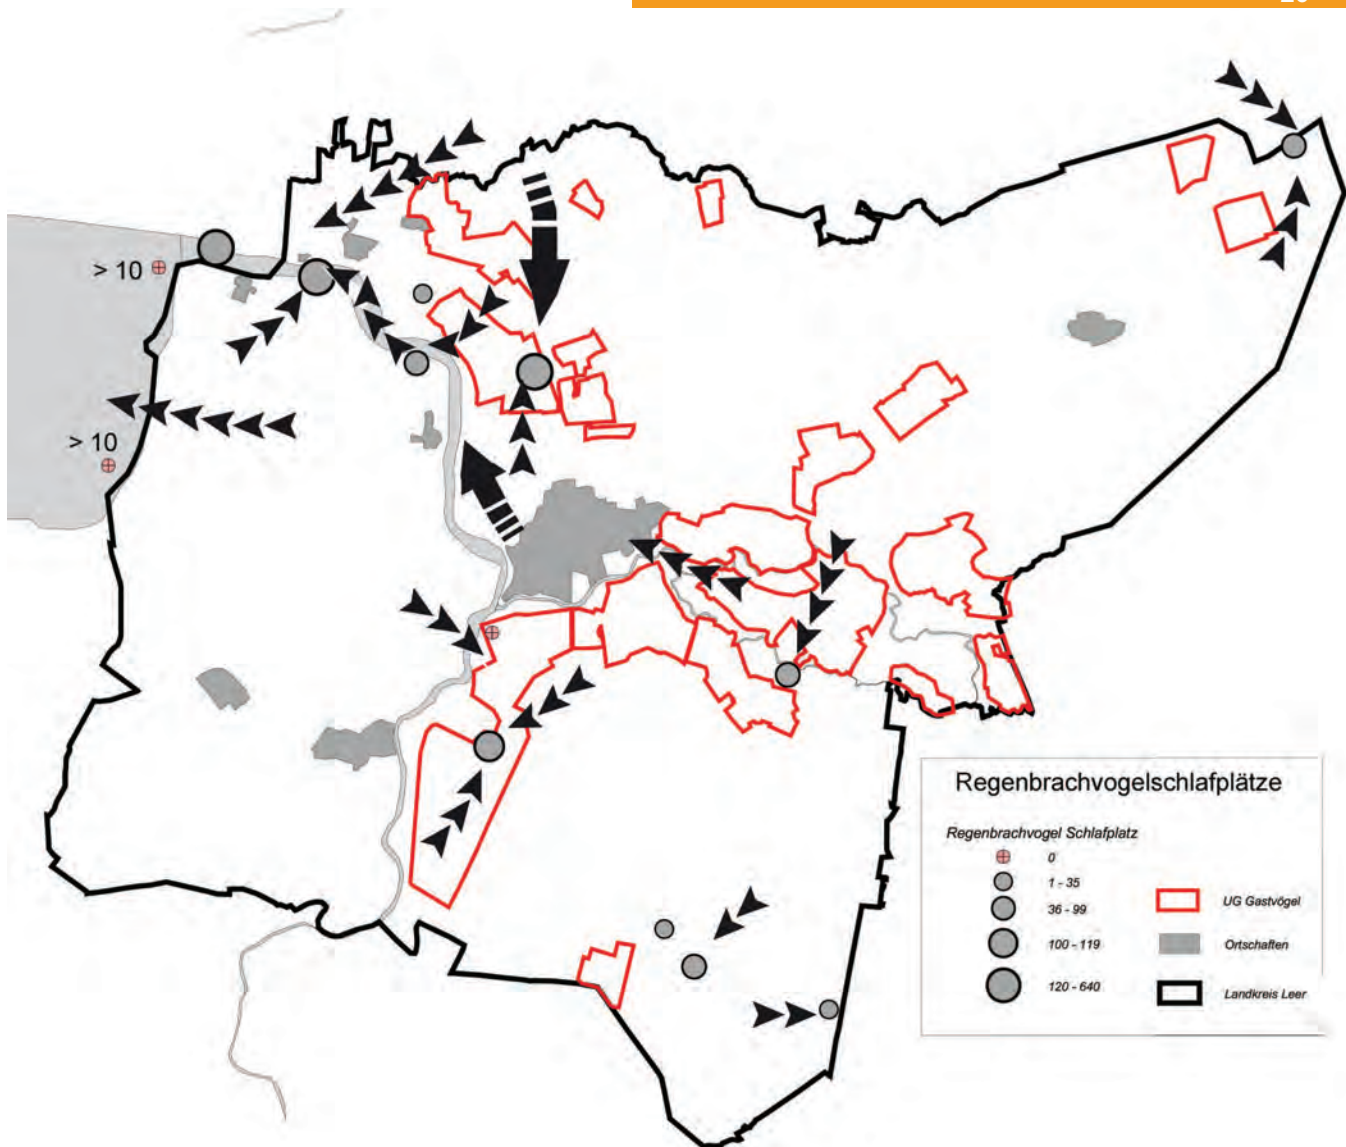 > 10
> 10
Regenbrachvogelschlafplätze
Regenbrachvogel Schlafplatz
0
1 - 35
36 - 99
100 - 119
120 - 640
UG Gastvögel
Ortschaften
Landkreis Leer